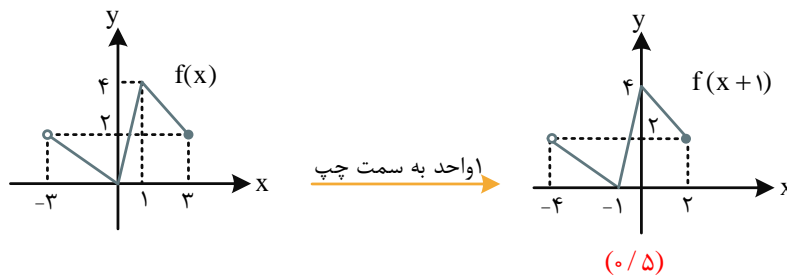 y
۴
f(x)
۲
x
–۳
۱
۳
۱واحد به سمت چپ
y
۴
f(x+۱)
۲
x
–۴
–۱
۲
(۰/۵)